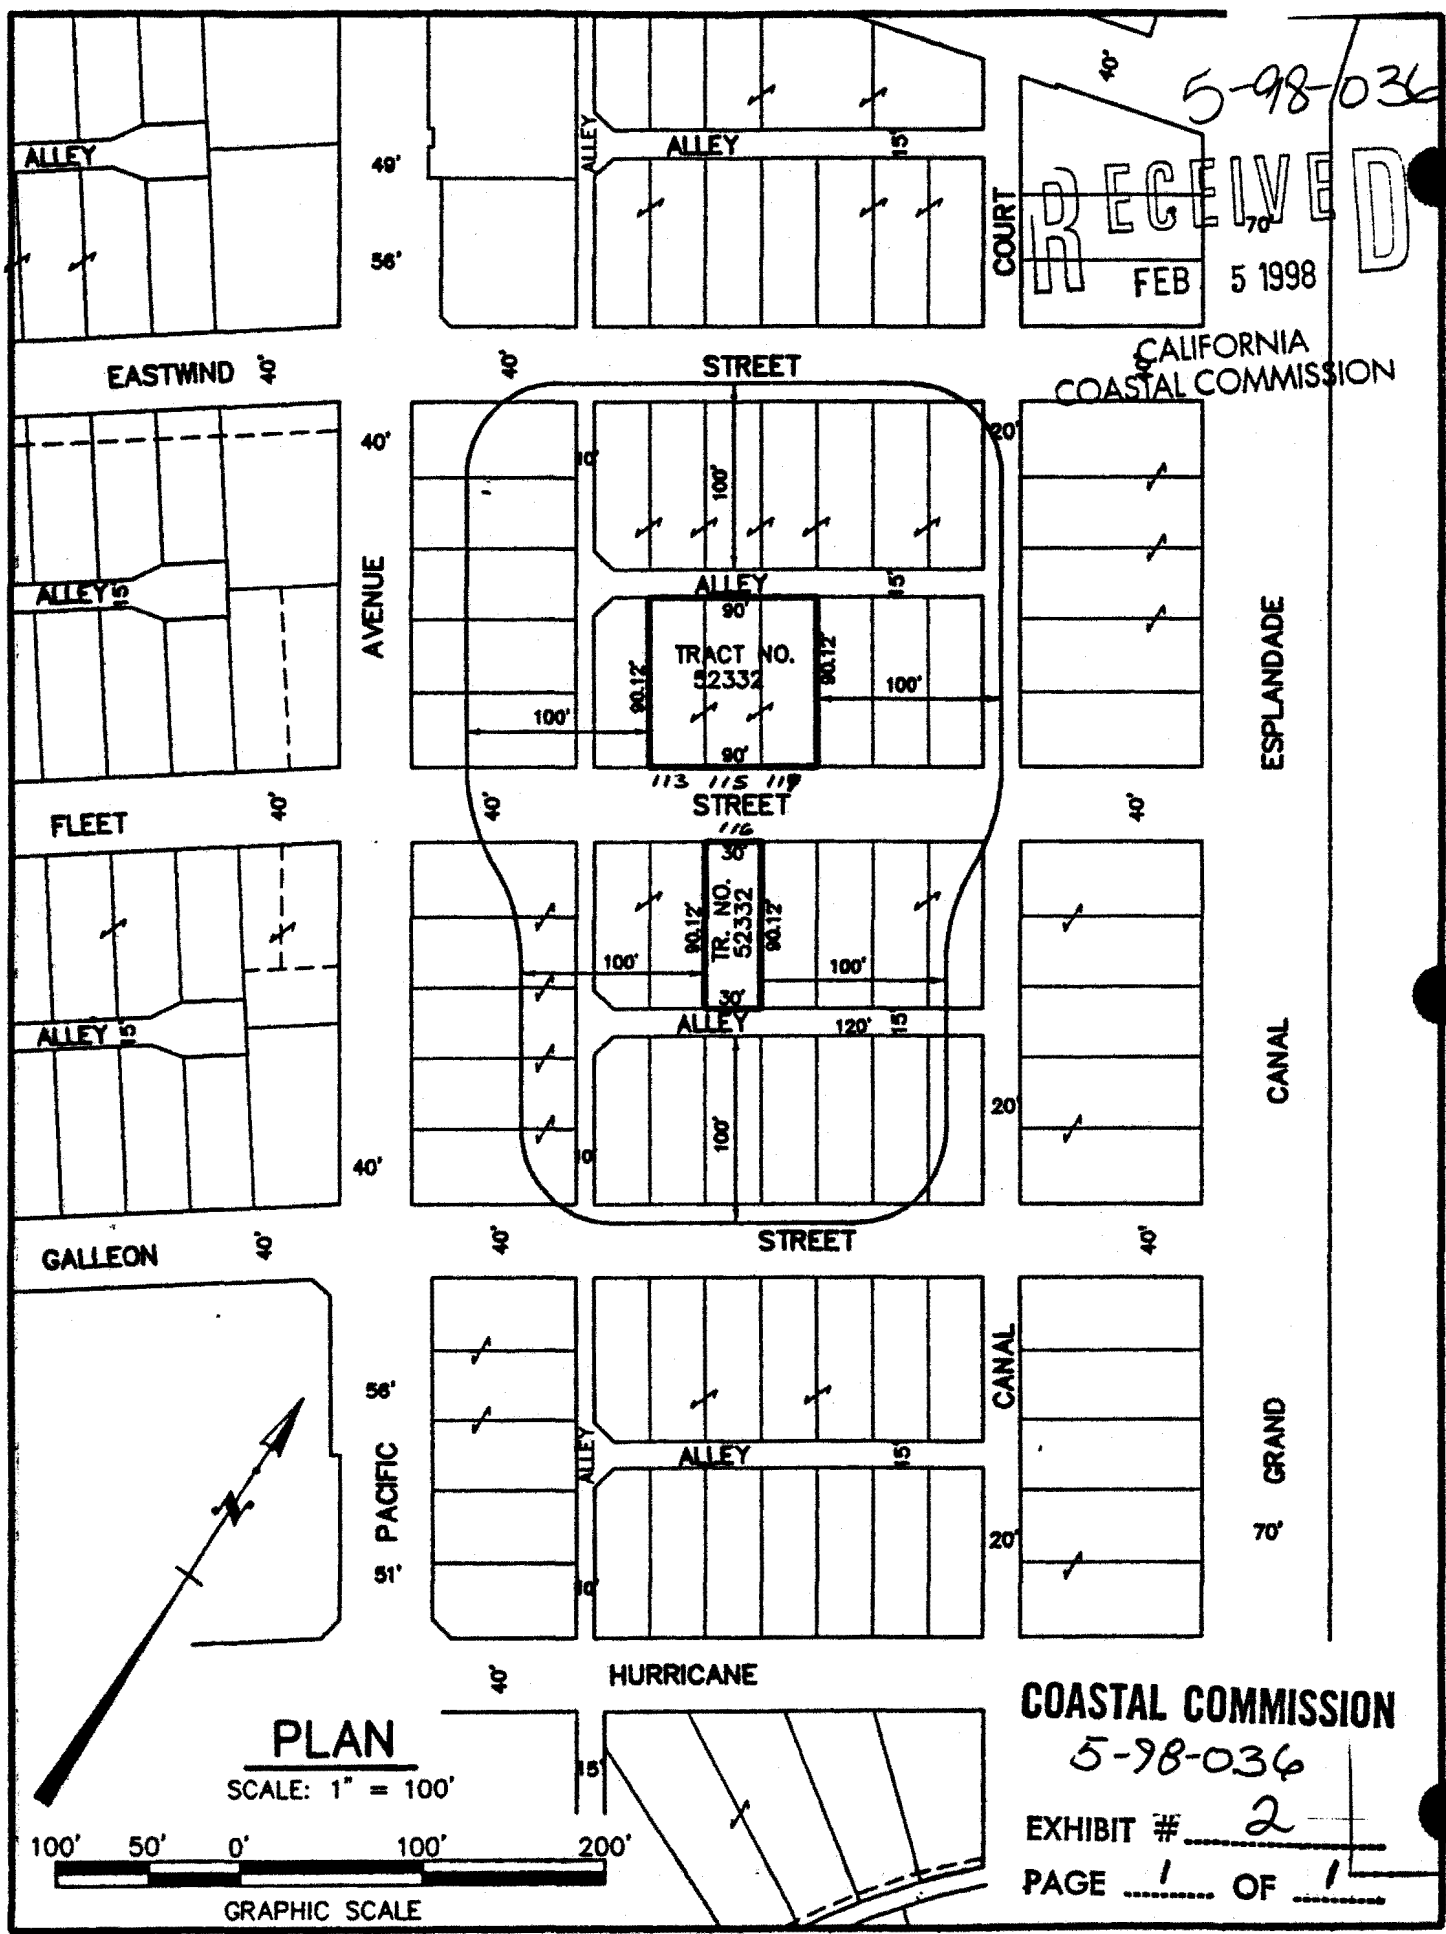 40'
5-98-036
ALLEY
ALLEY
ALLEY
15'
49'
56'
COURT
RECEIVED
70'
FEB 5 1998
CALIFORNIA
COASTAL COMMISSION
40'
EASTWIND
40'
40'
STREET
40'
10'
20'
100'
AVENUE
ALLEY
15'
ALLEY
15'
90'
TRACT NO.
52332
90.12'
90.12'
100'
100'
90'
ESPLANADE
113 115 119
STREET
FLEET
40'
40'
40'
116
30'
TR. NO.
52332
90.12'
90.12'
100'
100'
30'
ALLEY
15'
ALLEY
120'
15'
CANAL
20'
100'
40'
10'
GALLEON
40'
40'
STREET
40'
56'
CANAL
PACIFIC
ALLEY
ALLEY
15'
GRAND
N
51'
10'
20'
70'
40'
HURRICANE
15'
PLAN
SCALE: 1" = 100'
100' 50' 0' 100' 200'
GRAPHIC SCALE
COASTAL COMMISSION
5-98-036
EXHIBIT # 2
PAGE 1 OF 1